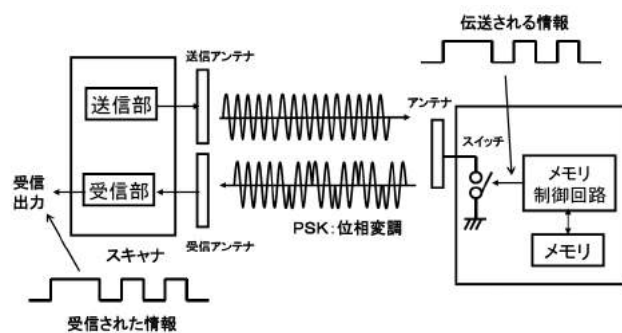 伝送される情報
送信アンテナ
送信部
アンテナ
スイッチ
メモリ
制御回路
受信
出力
受信部
PSK:位相変調
メモリ
スキャナ
受信アンテナ
受信された情報